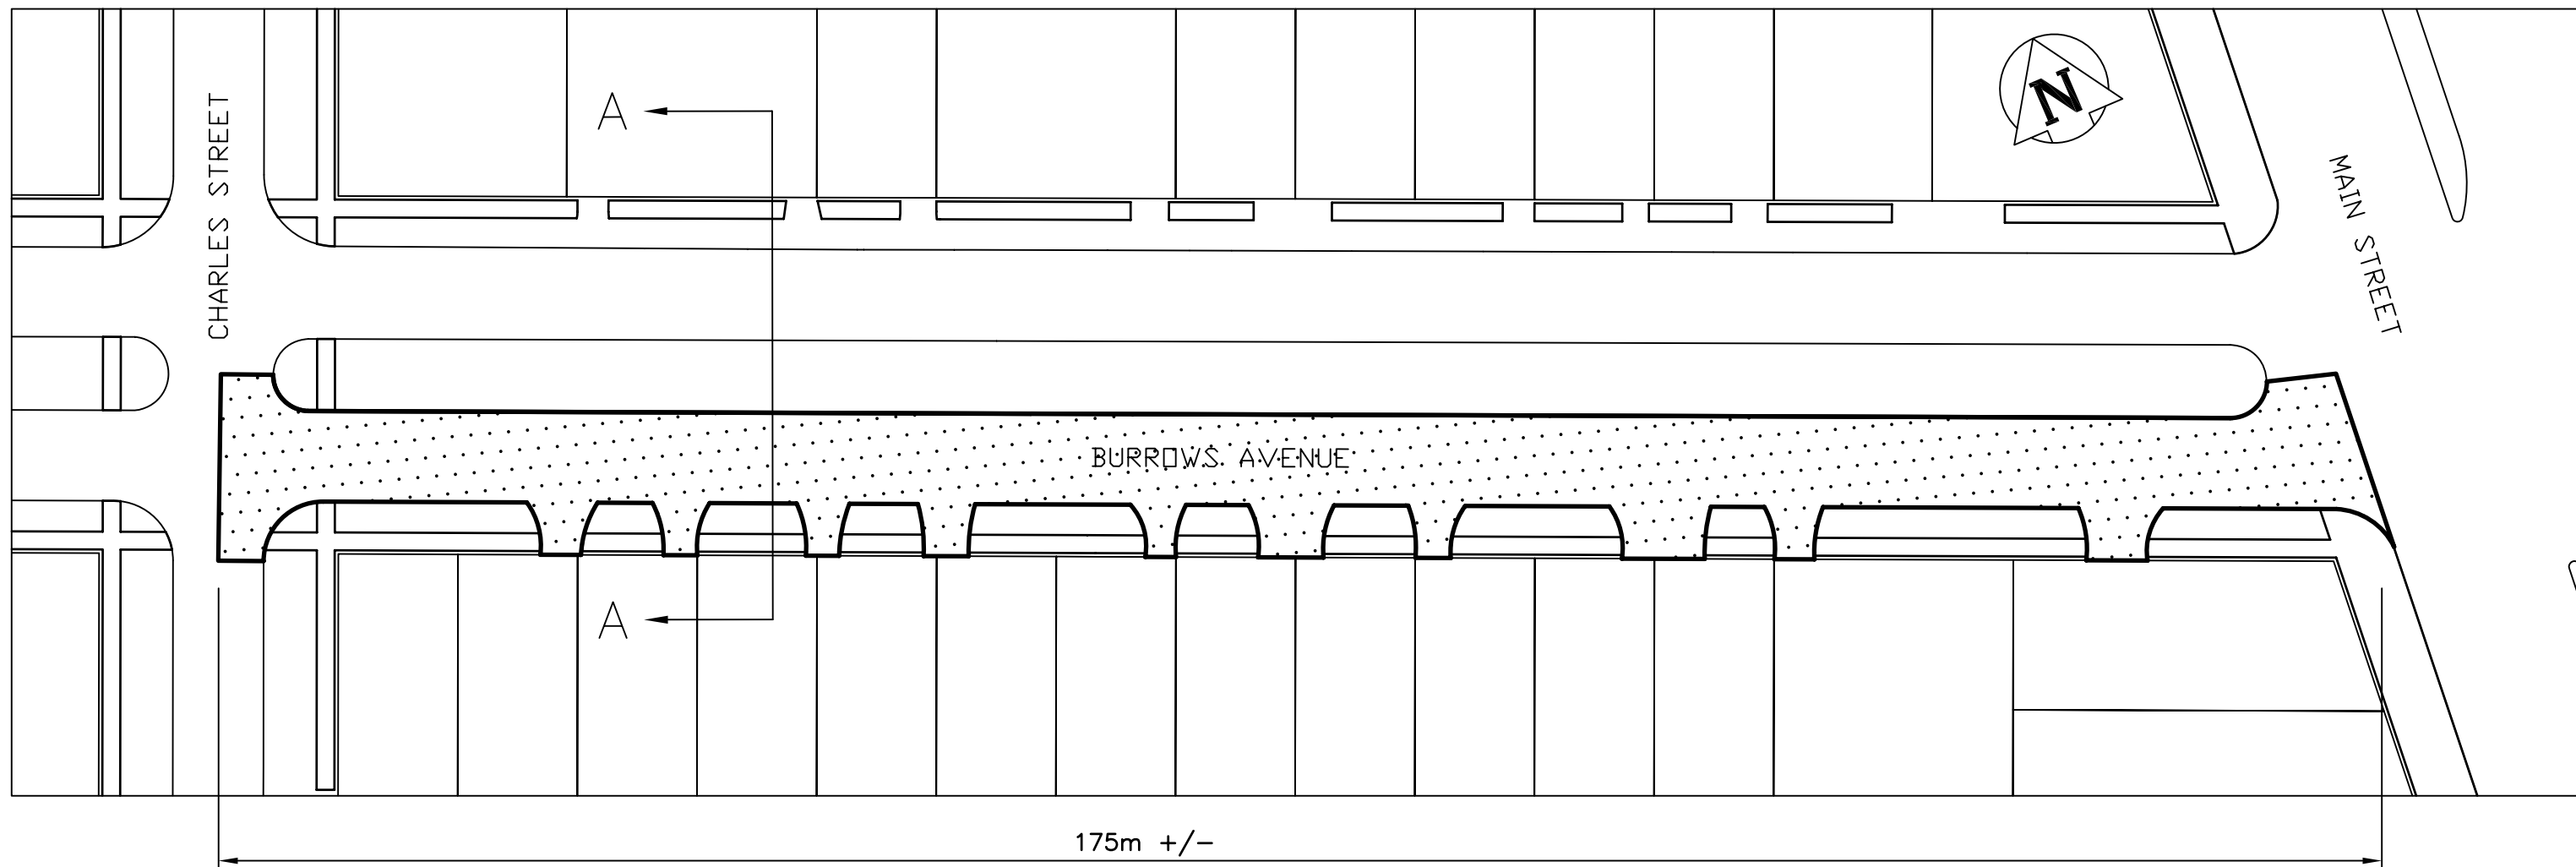 A
N
CHARLES STREET
MAIN STREET
BURROWS AVENUE
A
175m +/-